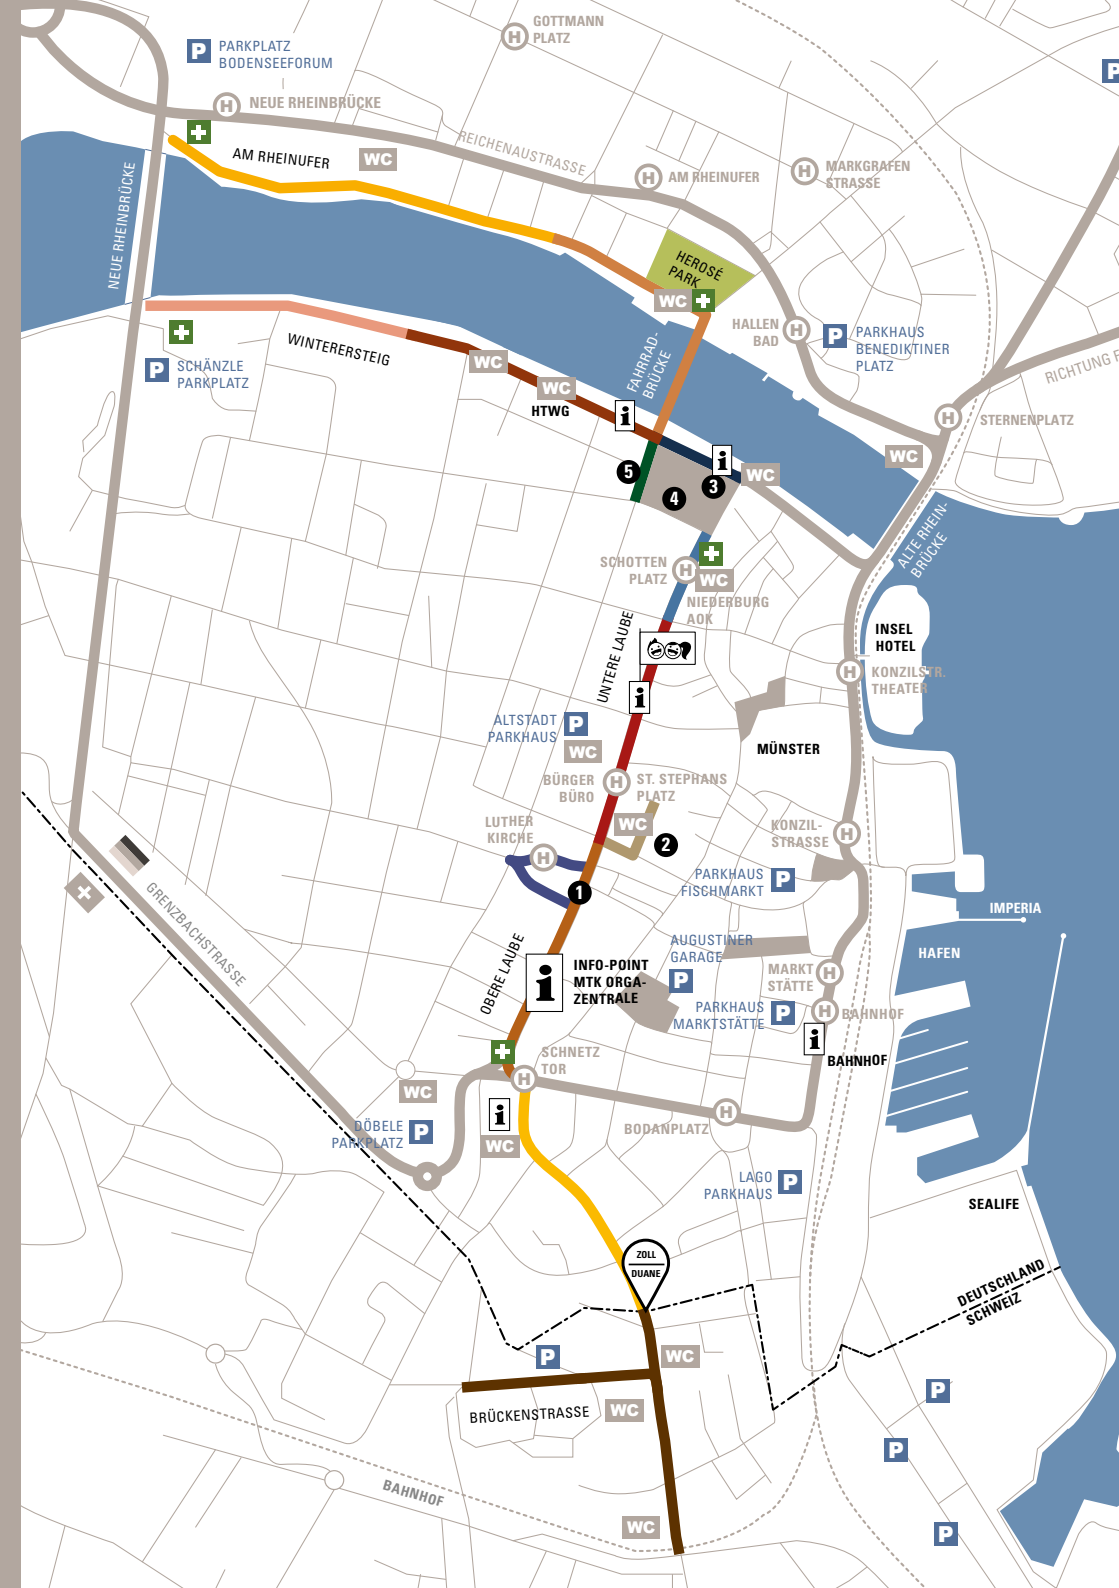 GOTTMANN
PLATZ
P
PARKPLATZ
BODENSEEFORUM
P
H
H
NEUE RHEINBRÜCKE
REICHENAUSTRASSE
AM RHEINUFER
WC
H
AM RHEINUFER
H
MARKGRAFEN
STRASSE
NEUE RHEINBRÜCKE
HEROSÉ
PARK
WC
HALLEN
BAD
H
P
PARKHAUS
BENEDIKTINER
PLATZ
WINTERERSTEIG
P
SCHÄNZLE
PARKPLATZ
WC
WC
HTWG
FAHRRAD-
BRÜCKE
i
RICHTUNG F
H
STERNENPLATZ
WC
i
WC
5
4
3
ALTE RHEIN-
BRÜCKE
SCHOTTEN
PLATZ
H
WC
NIEDERBURG
AOK
UNTERE LAUBE
INSEL
HOTEL
H
KONZILSTR.
THEATER
i
ALTSTADT
PARKHAUS
P
WC
MÜNSTER
BÜRGER
BÜRO
H
ST. STEPHANS
PLATZ
WC
2
LUTHER
KIRCHE
H
KONZIL-
STRASSE
H
PARKHAUS
FISCHMARKT
P
1
GRENZBACHSTRASSE
IMPERIA
HAFEN
OBERE LAUBE
i
INFO-POINT
MTK ORGA-
ZENTRALE
AUGUSTINER
GARAGE
P
MARKT
STÄTTE
H
PARKHAUS
MARKTSTÄTTE
P
H
BAHNHOF
i
BAHNHOF
SCHNETZ
TOR
H
WC
i
WC
DÖBELE
PARKPLATZ
P
BODANPLATZ
H
LAGO
PARKHAUS
P
SEALIFE
ZOLL
DUANE
DEUTSCHLAND
SCHWEIZ
P
WC
BRÜCKENSTRASSE
WC
P
P
BAHNHOF
WC
P